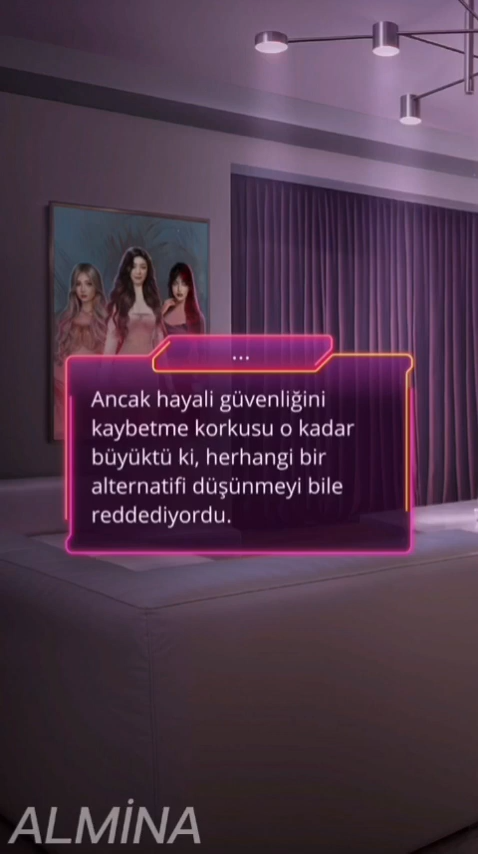 ...
Ancak hayali güvenliğini
kaybetme korkusu o kadar
büyüktü ki, herhangi bir
alternatifi düşünmeyi bile
reddediyordu.
ALMİNA